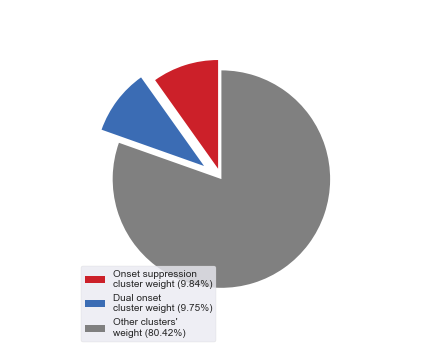 Onset suppression
cluster weight (9.84%)
Dual onset
cluster weight (9.75%)
Other clusters'
weight (80.42%)